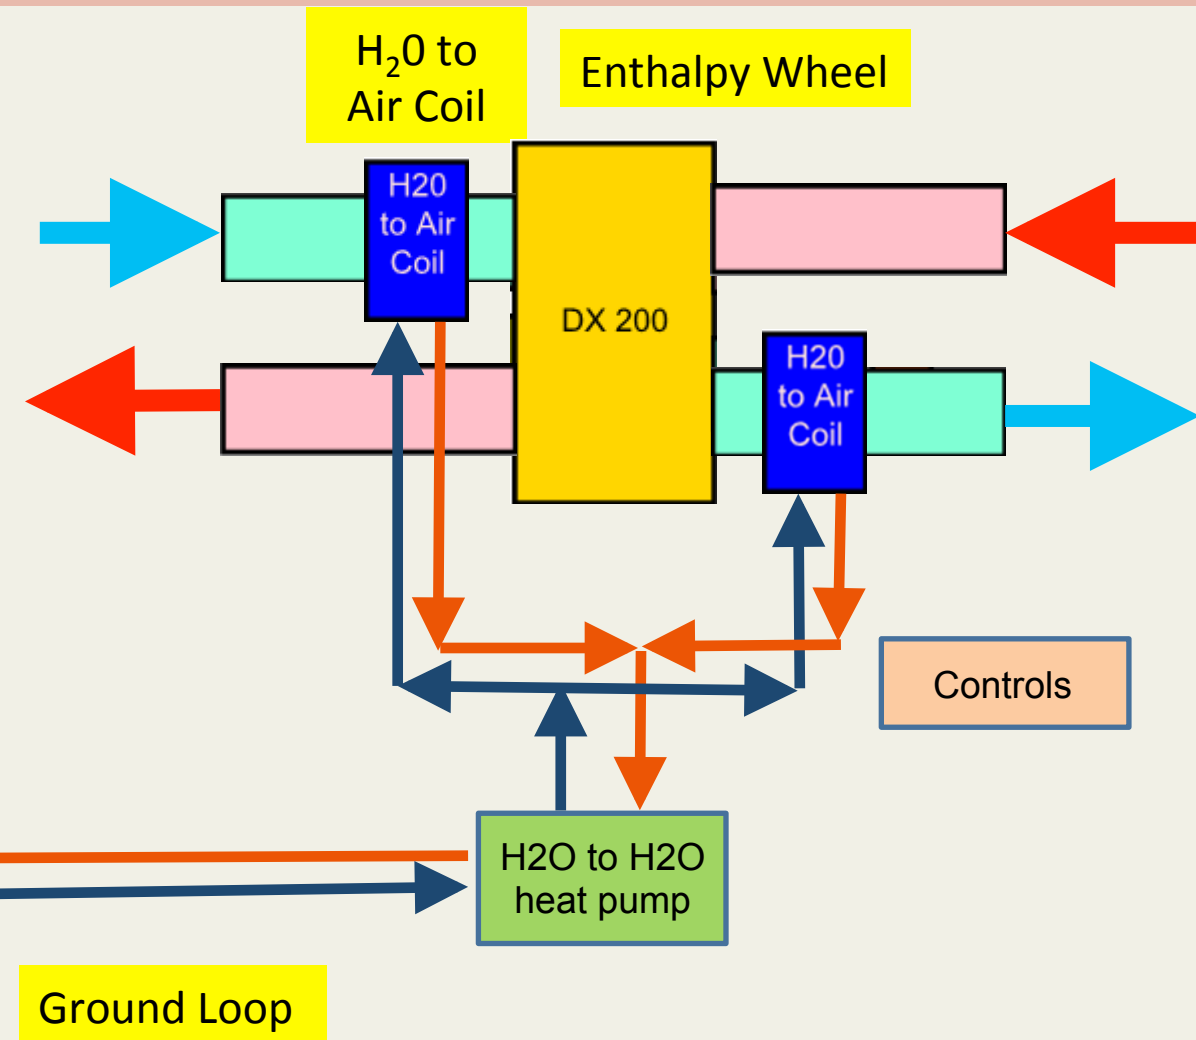 H₂0 to
Air Coil
Enthalpy Wheel
H20
to Air
Coil
DX 200
H20
to Air
Coil
Controls
H2O to H2O
heat pump
Ground Loop